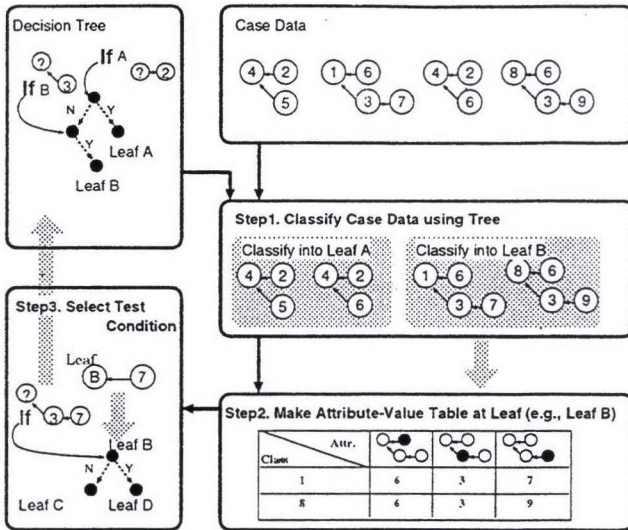 Decision Tree
? If A ? 2
If B 3
N Y
Y Leaf A
Leaf B
Case Data
4 2 1 6 4 2 8 6
5 3 7 6 3 9
Step1. Classify Case Data using Tree
Classify into Leaf A Classify into Leaf B
4 2 4 2 1 6 8 6
5 6 3 7 3 9
Step3. Select Test
Condition
Leaf
B 7
?
If 3 7
Leaf B
N Y
Leaf C Leaf D
Step2. Make Attribute-Value Table at Leaf (e.g., Leaf B)
Attr.
Class
1 6 3 7
8 6 3 9